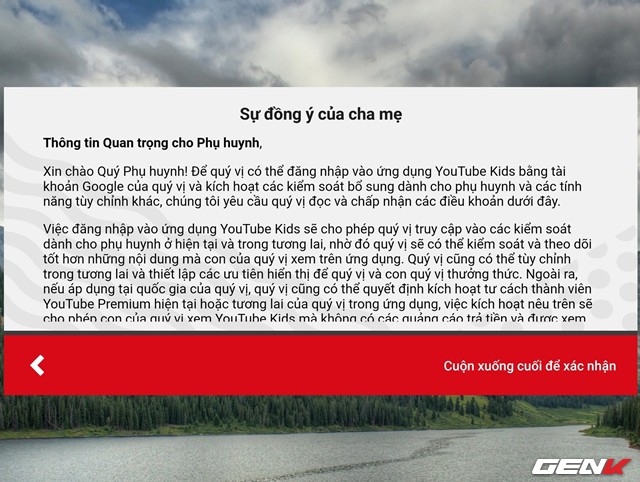 Sự đồng ý của cha mẹ
Thông tin Quan trọng cho Phụ huynh,
Xin chào Quý Phụ huynh! Để quý vị có thể đăng nhập vào ứng dụng YouTube Kids bằng tài
khoản Google của quý vị và kích hoạt các kiểm soát bổ sung dành cho phụ huynh và các tính
năng tùy chỉnh khác, chúng tôi yêu cầu quý vị đọc và chấp nhận các điều khoản dưới đây.
Việc đăng nhập vào ứng dụng YouTube Kids sẽ cho phép quý vị truy cập vào các kiểm soát
dành cho phụ huynh ở hiện tại và trong tương lai, nhờ đó quý vị sẽ có thể kiểm soát và theo dõi
tốt hơn những nội dung mà con của quý vị xem trên ứng dụng. Quý vị cũng có thể tùy chỉnh
trong tương lai và thiết lập các ưu tiên hiển thị để quý vị và con quý vị thưởng thức. Ngoài ra,
nếu áp dụng tại quốc gia của quý vị, quý vị cũng có thể quyết định kích hoạt tư cách thành viên
YouTube Premium hiện tại hoặc tương lai của quý vị trong ứng dụng, việc kích hoạt nêu trên sẽ
cho phép con của quý vị xem YouTube Kids mà không có các quảng cáo trả tiền và được xem
Cuộn xuống cuối để xác nhận
GENK